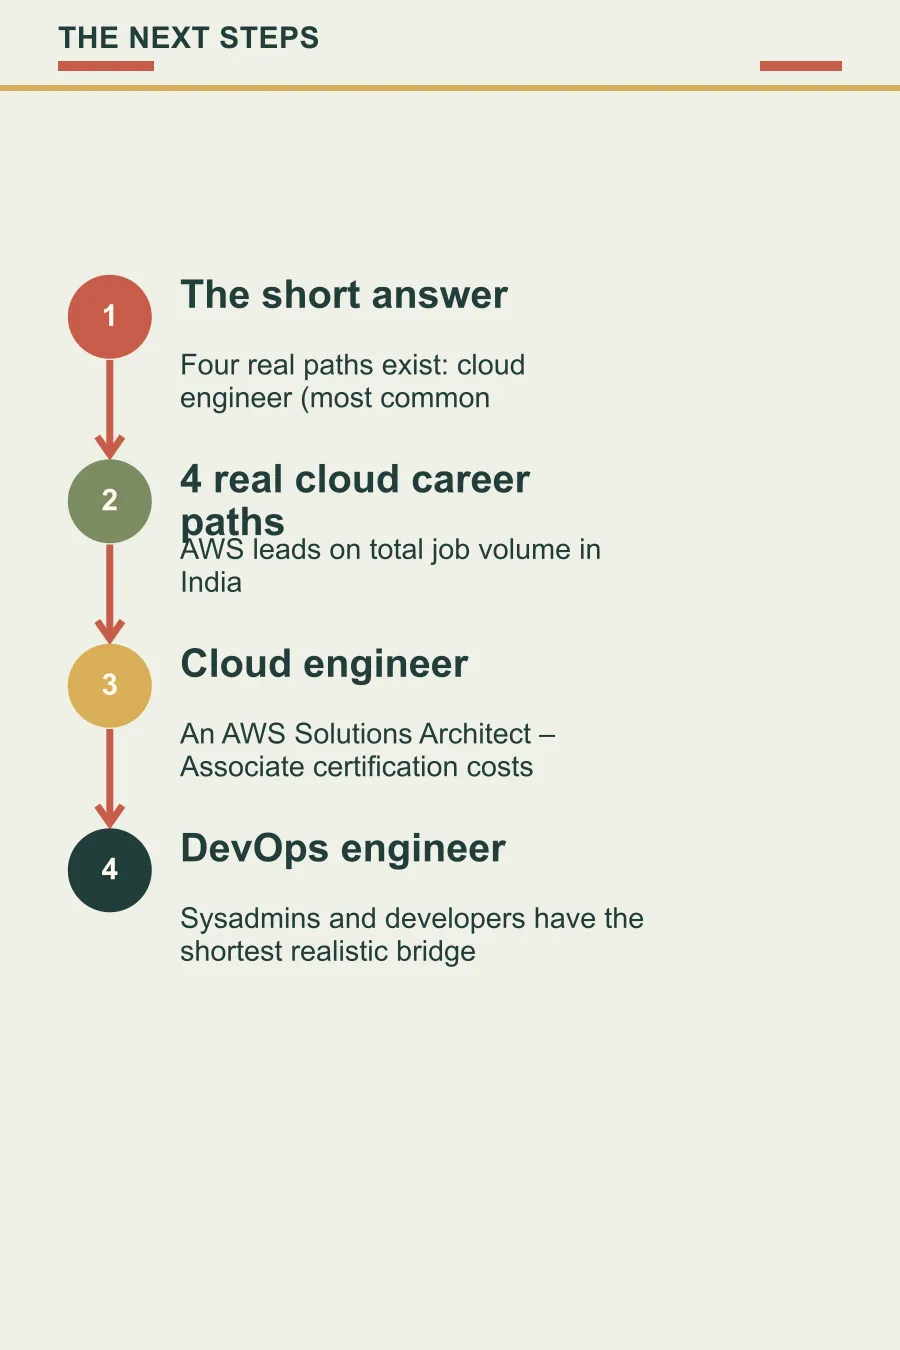 THE NEXT STEPS
1
The short answer
Four real paths exist: cloud
engineer (most common
2
4 real cloud career
paths
AWS leads on total job volume in
India
3
Cloud engineer
An AWS Solutions Architect –
Associate certification costs
4
DevOps engineer
Sysadmins and developers have the
shortest realistic bridge